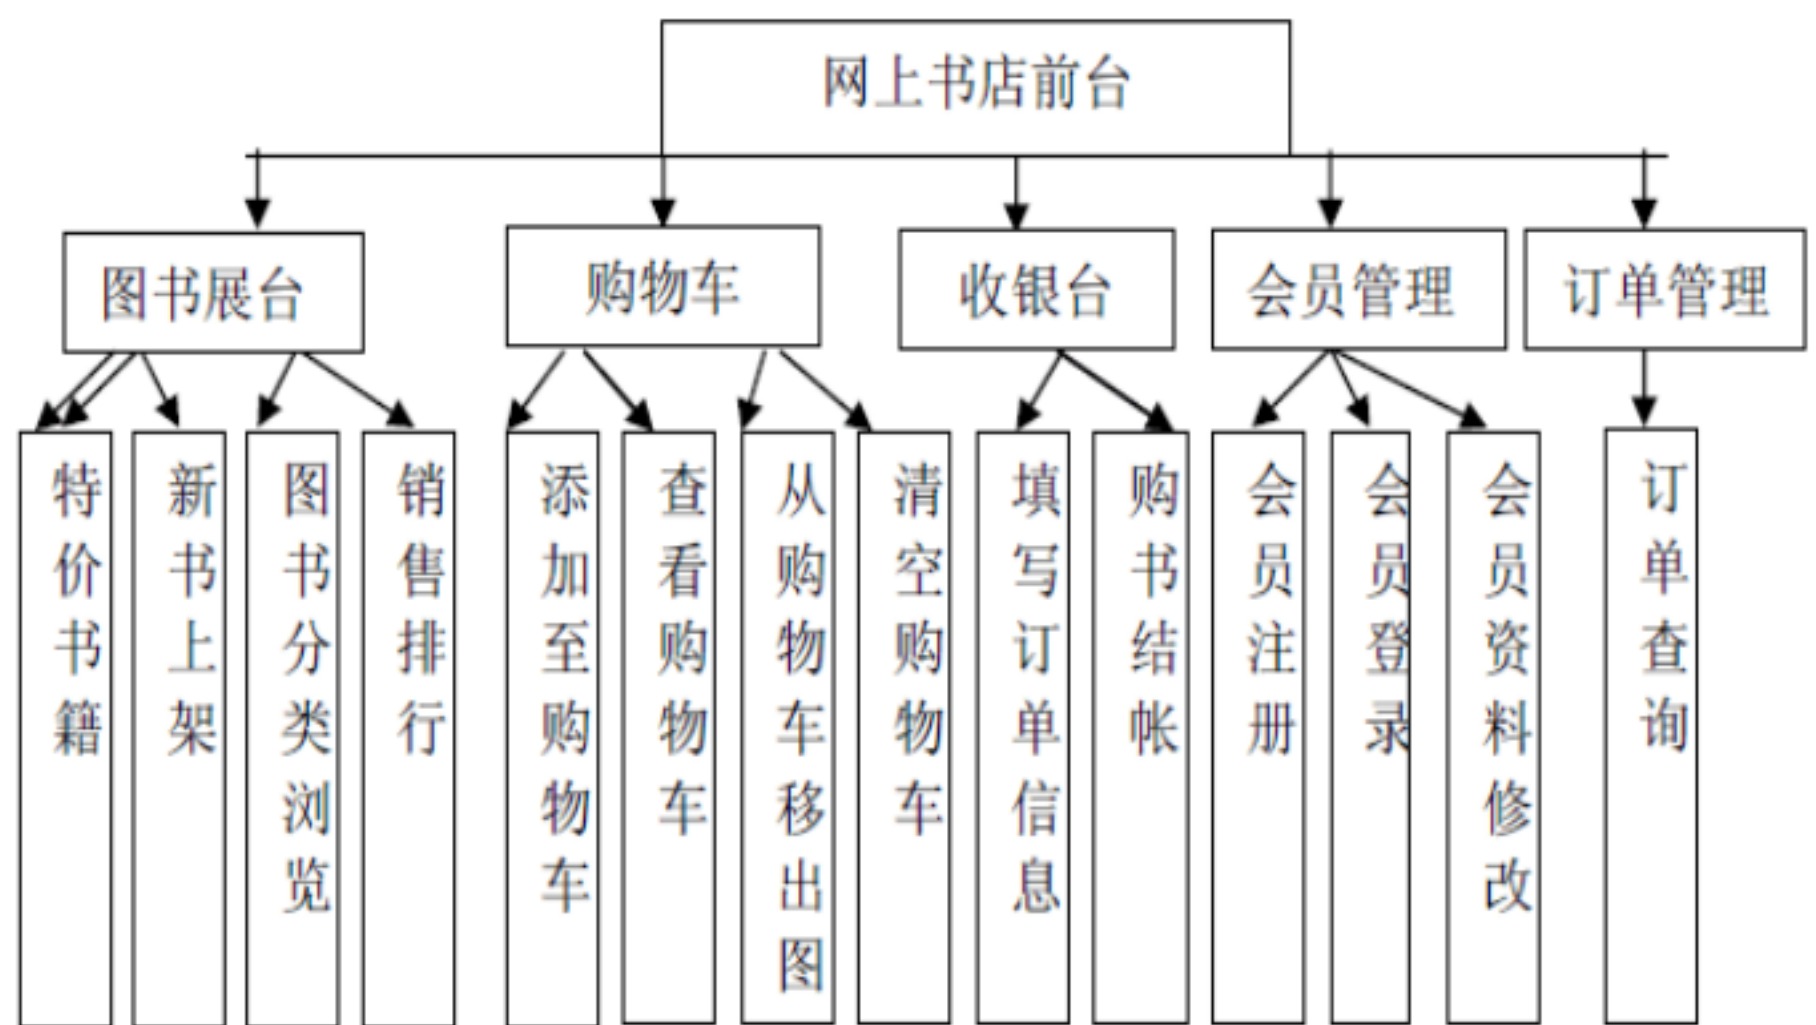 网上书店前台
图书展台
购物车
收银台
会员管理
订单管理
特价书籍
新书上架
图书分类浏览
销售排行
添加至购物车
查看购物车
从购物车移出图
清空购物车
填写订单信息
购书结帐
会员注册
会员登录
会员资料修改
订单查询